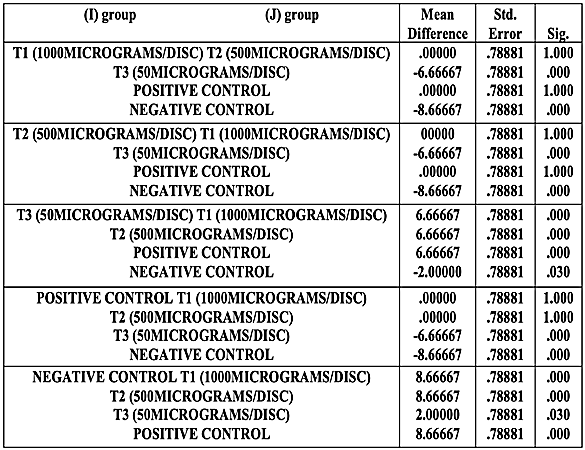 (I) group (J) group Mean Difference Std. Error Sig.
T1 (1000MICROGRAMS/DISC) T2 (500MICROGRAMS/DISC) .00000 .78881 1.000
T3 (50MICROGRAMS/DISC) -6.66667 .78881 .000
POSITIVE CONTROL .00000 .78881 1.000
NEGATIVE CONTROL -8.66667 .78881 .000
T2 (500MICROGRAMS/DISC) T1 (1000MICROGRAMS/DISC) 00000 .78881 1.000
T3 (50MICROGRAMS/DISC) -6.66667 .78881 .000
POSITIVE CONTROL .00000 .78881 1.000
NEGATIVE CONTROL -8.66667 .78881 .000
T3 (50MICROGRAMS/DISC) T1 (1000MICROGRAMS/DISC) 6.66667 .78881 .000
T2 (500MICROGRAMS/DISC) 6.66667 .78881 .000
POSITIVE CONTROL 6.66667 .78881 .000
NEGATIVE CONTROL -2.00000 .78881 .030
POSITIVE CONTROL T1 (1000MICROGRAMS/DISC) .00000 .78881 1.000
T2 (500MICROGRAMS/DISC) .00000 .78881 1.000
T3 (50MICROGRAMS/DISC) -6.66667 .78881 .000
NEGATIVE CONTROL -8.66667 .78881 .000
NEGATIVE CONTROL T1 (1000MICROGRAMS/DISC) 8.66667 .78881 .000
T2 (500MICROGRAMS/DISC) 8.66667 .78881 .000
T3 (50MICROGRAMS/DISC) 2.00000 .78881 .030
POSITIVE CONTROL 8.66667 .78881 .000